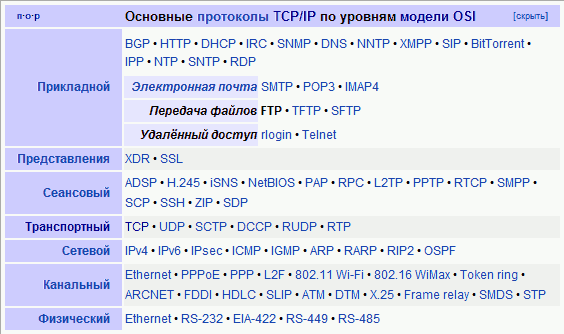 п·о·р Основные протоколы TCP/IP по уровням модели OSI [скрыть]
Прикладной
BGP • HTTP • DHCP • IRC • SNMP • DNS • NNTP • XMPP • SIP • BitTorrent •
IPP • NTP • SNTP • RDP
Электронная почта SMTP • POP3 • IMAP4
Передача файлов FTP • TFTP • SFTP
Удалённый доступ rlogin • Telnet
Представления XDR • SSL
Сеансовый
ADSP • H.245 • iSNS • NetBIOS • PAP • RPC • L2TP • PPTP • RTCP • SMPP •
SCP • SSH • ZIP • SDP
Транспортный TCP • UDP • SCTP • DCCP • RUDP • RTP
Сетевой IPv4 • IPv6 • IPsec • ICMP • IGMP • ARP • RARP • RIP2 • OSPF
Канальный
Ethernet • PPPoE • PPP • L2F • 802.11 Wi-Fi • 802.16 WiMax • Token ring •
ARCNET • FDDI • HDLC • SLIP • ATM • DTM • X.25 • Frame relay • SMDS • STP
Физический Ethernet • RS-232 • EIA-422 • RS-449 • RS-485